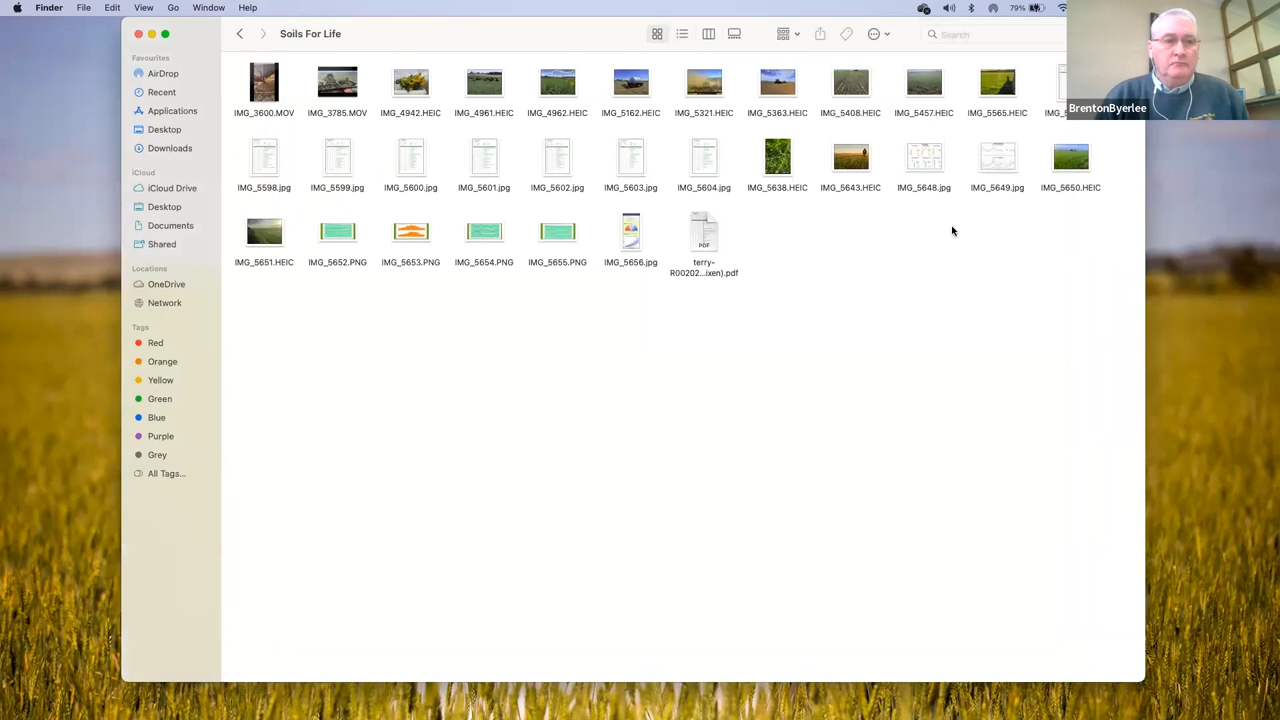 Finder File Edit View Go Window Help 79%
Soils For Life
Search
Favourites
AirDrop
Recent
Applications
Desktop
Downloads
iCloud
iCloud Drive
Desktop
Documents
Shared
Locations
OneDrive
Network
Tags
Red
Orange
Yellow
Green
Blue
Purple
Grey
All Tags...
IMG_3600.MOV IMG_3785.MOV IMG_4942.HEIC IMG_4961.HEIC IMG_4962.HEIC IMG_5162.HEIC IMG_5321.HEIC IMG_5363.HEIC IMG_5408.HEIC IMG_5457.HEIC IMG_5565.HEIC
IMG_5598.jpg IMG_5599.jpg IMG_5600.jpg IMG_5601.jpg IMG_5602.jpg IMG_5603.jpg IMG_5604.jpg IMG_5638.HEIC IMG_5643.HEIC IMG_5648.jpg IMG_5649.jpg IMG_5650.HEIC
PDF
IMG_5651.HEIC IMG_5652.PNG IMG_5653.PNG IMG_5654.PNG IMG_5655.PNG IMG_5656.jpg terry-
R00202...ixen).pdf
BrentonByerlee